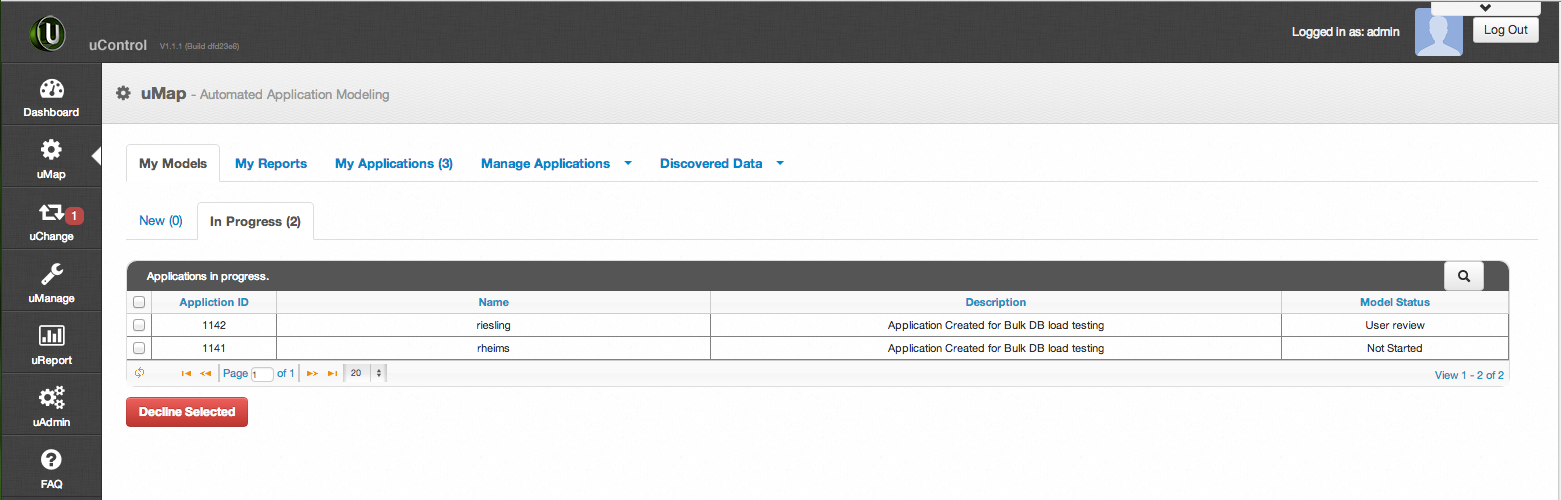 U
uControl V1.1.1 (Build dfd23e6)
Logged in as: admin
Log Out
Dashboard
uMap
1
uChange
uManage
uReport
uAdmin
?
FAQ
uMap - Automated Application Modeling
My Models My Reports My Applications (3) Manage Applications Discovered Data
New (0) In Progress (2)
Applications in progress.
Appliction ID Name Description Model Status
1142 riesling Application Created for Bulk DB load testing User review
1141 rheims Application Created for Bulk DB load testing Not Started
Page 1 of 1 20 View 1 - 2 of 2
Decline Selected